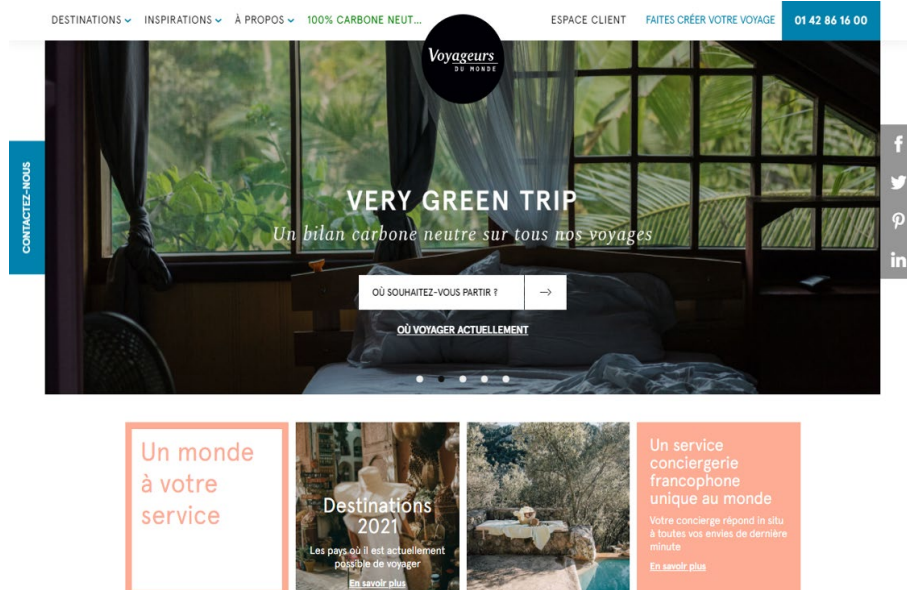 DESTINATIONS
INSPIRATIONS
À PROPOS
100% CARBONE NEUT...
ESPACE CLIENT
FAITES CRÉER VOTRE VOYAGE
01 42 86 16 00
Voyageurs
DU MONDE
CONTACTEZ-NOUS
VERY GREEN TRIP
Un bilan carbone neutre sur tous nos voyages
OÙ SOUHAITEZ-VOUS PARTIR ?
OÙ VOYAGER ACTUELLEMENT
Un monde
à votre
service
Destinations
2021
Les pays où il est actuellement
possible de voyager
En savoir plus
Un service
conciergerie
francophone
unique au monde
Votre concierge répond in situ
à toutes vos envies de dernière
minute
En savoir plus